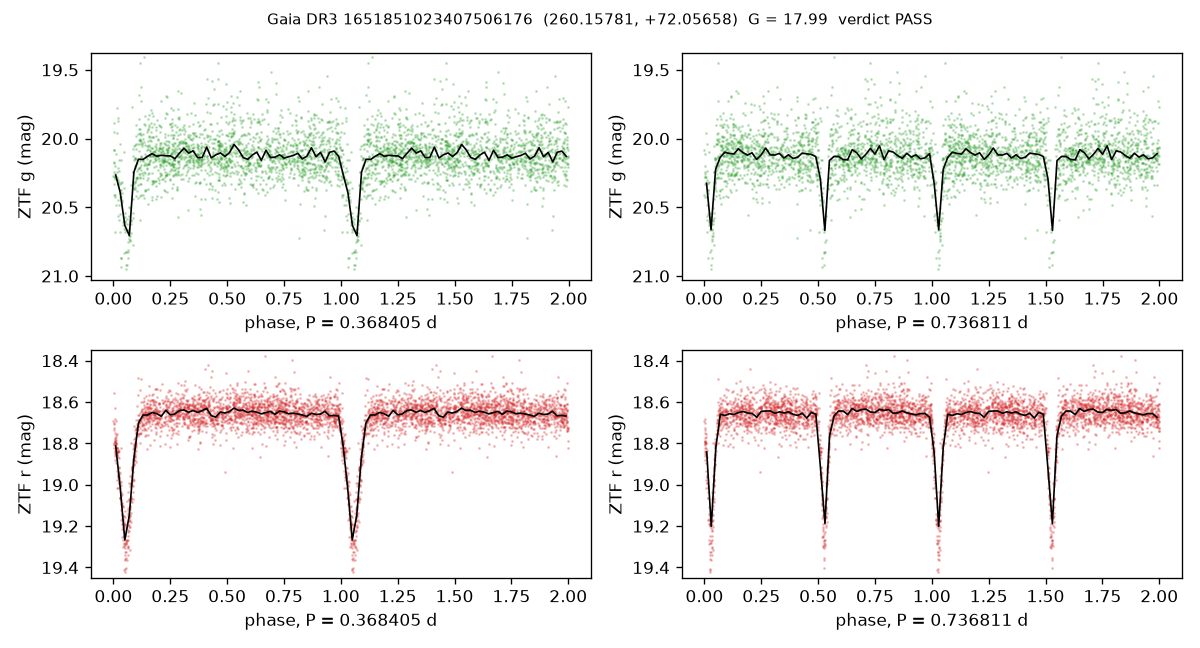 Gaia DR3 1651851023407506176  (260.15781, +72.05658)  G = 17.99  verdict PASS
ZTF g (mag)
19.5
20.0
20.5
21.0
0.00 0.25 0.50 0.75 1.00 1.25 1.50 1.75 2.00
phase, P = 0.368405 d
ZTF g (mag)
19.5
20.0
20.5
21.0
0.00 0.25 0.50 0.75 1.00 1.25 1.50 1.75 2.00
phase, P = 0.736811 d
ZTF r (mag)
18.4
18.6
18.8
19.0
19.2
19.4
0.00 0.25 0.50 0.75 1.00 1.25 1.50 1.75 2.00
phase, P = 0.368405 d
ZTF r (mag)
18.4
18.6
18.8
19.0
19.2
19.4
0.00 0.25 0.50 0.75 1.00 1.25 1.50 1.75 2.00
phase, P = 0.736811 d